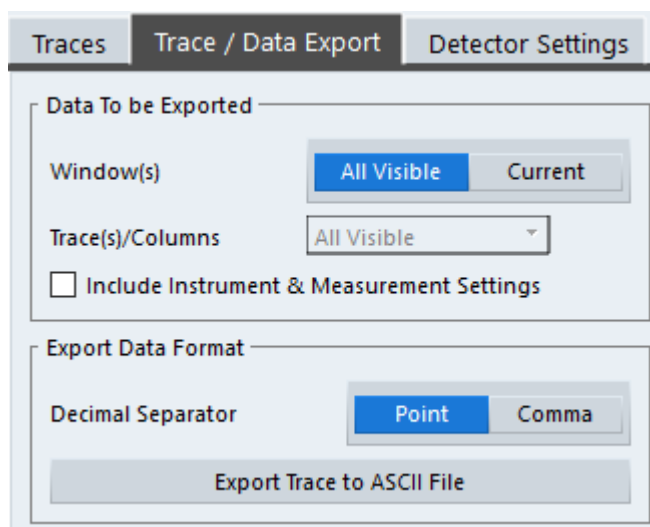 Traces Trace / Data Export Detector Settings
Data To be Exported
Window(s) All Visible Current
Trace(s)/Columns All Visible
Include Instrument & Measurement Settings
Export Data Format
Decimal Separator Point Comma
Export Trace to ASCII File